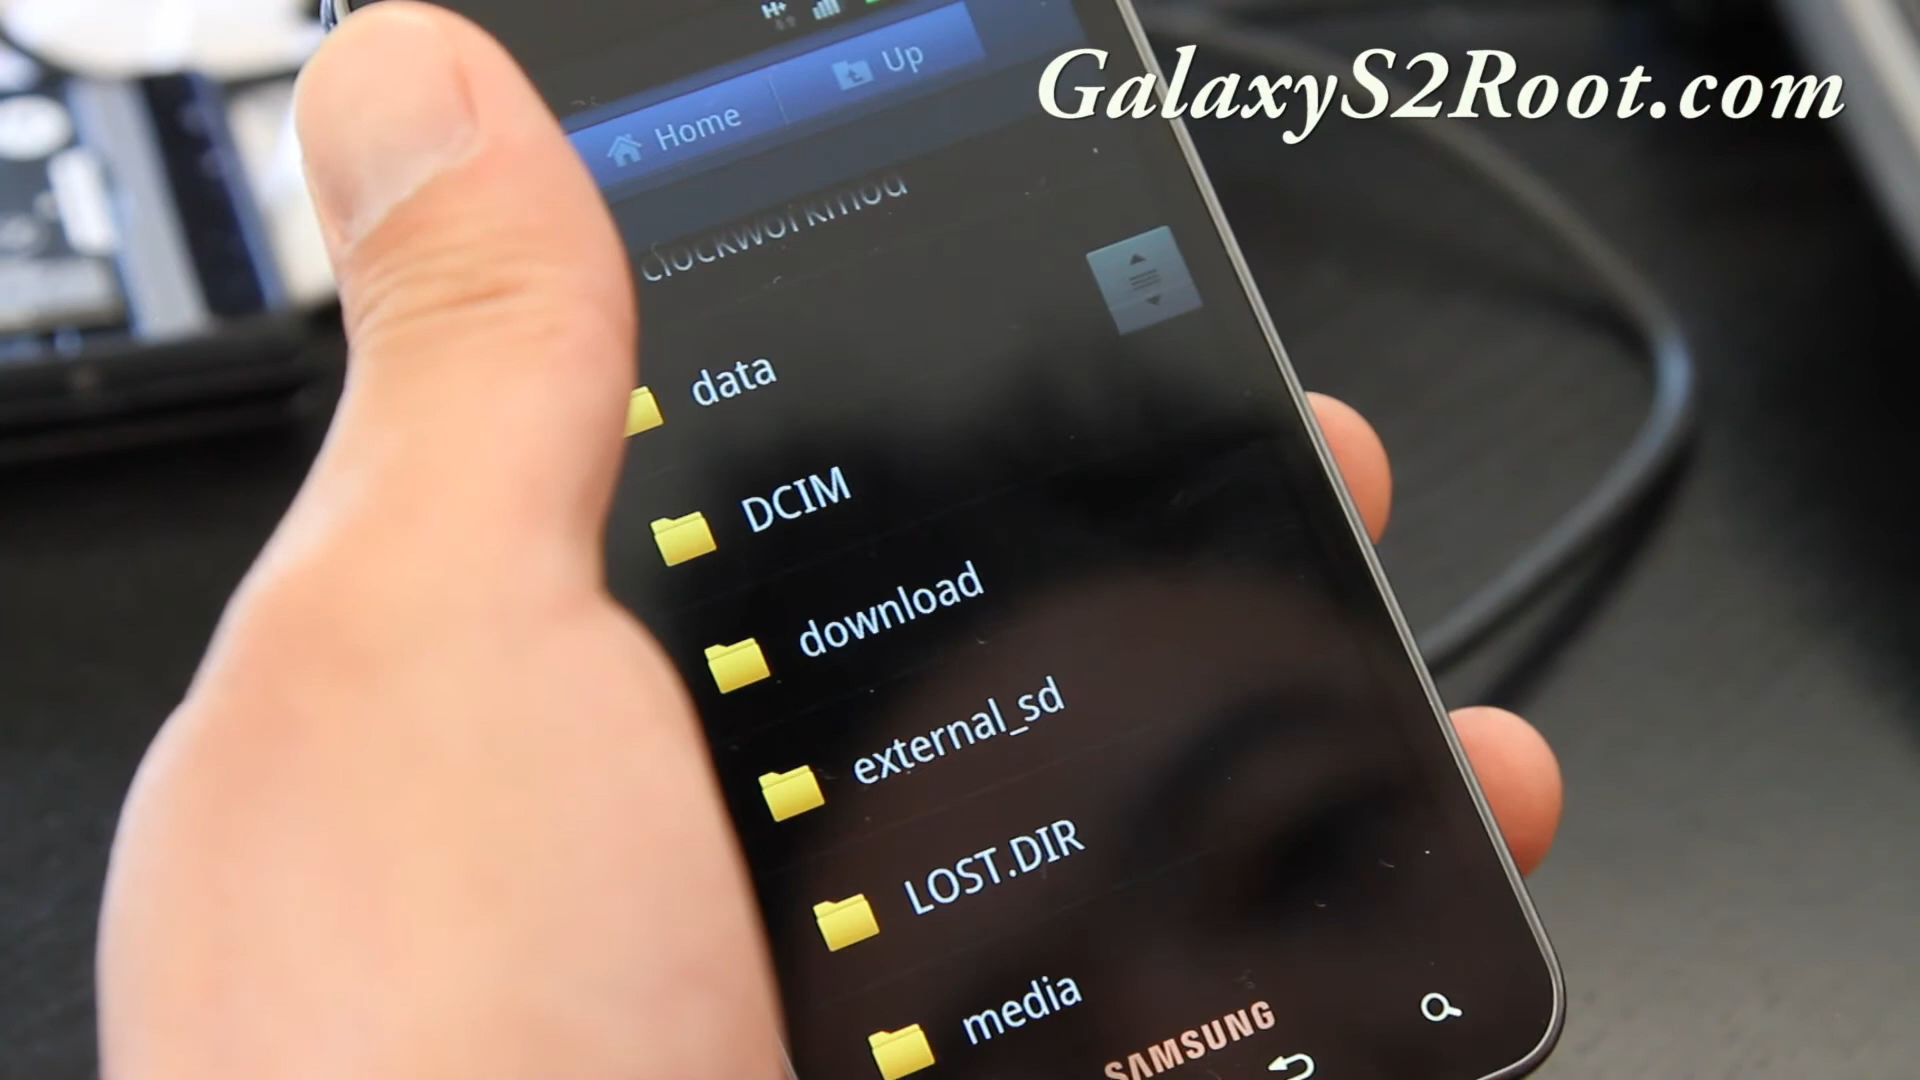 H+
GalaxyS2Root.com
Up
Home
clockworkmod
data
DCIM
download
external_sd
LOST.DIR
media
SAMSUNG